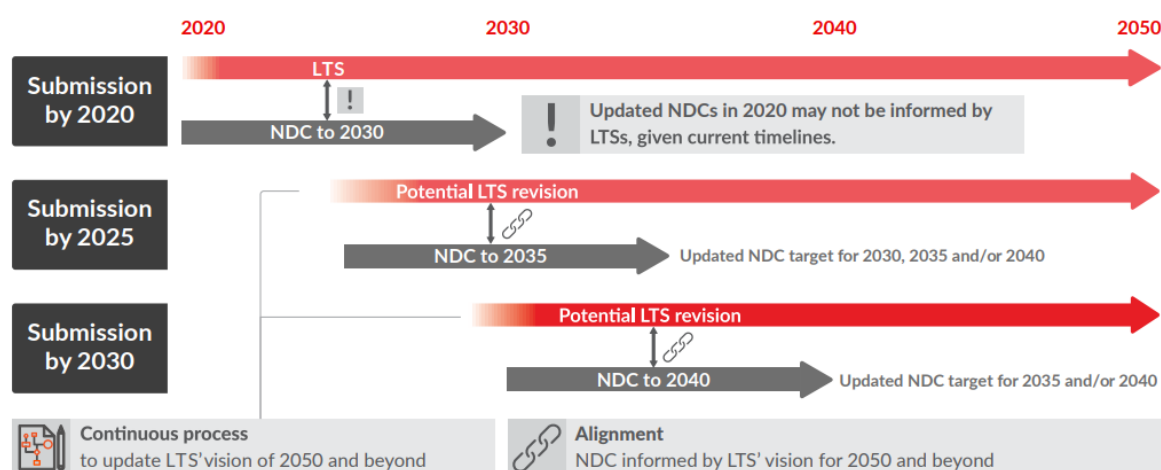 2020 2030 2040 2050
Submission
by 2020
LTS
!
NDC to 2030
!
Updated NDCs in 2020 may not be informed by
LTSs, given current timelines.
Submission
by 2025
Potential LTS revision
NDC to 2035
Updated NDC target for 2030, 2035 and/or 2040
Submission
by 2030
Potential LTS revision
NDC to 2040
Updated NDC target for 2035 and/or 2040
Continuous process
to update LTS' vision of 2050 and beyond
Alignment
NDC informed by LTS' vision for 2050 and beyond